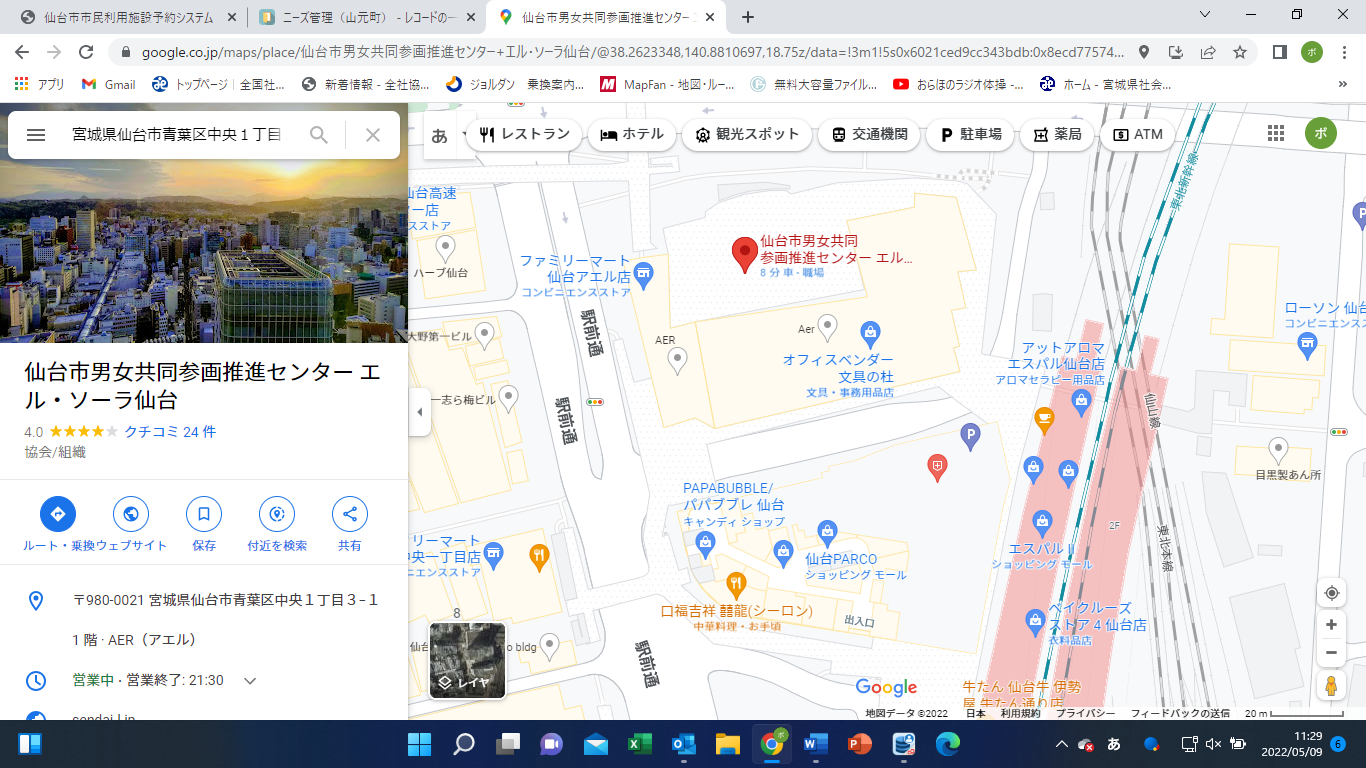 仙台市市民利用施設予約システム
ニーズ管理（山元町） - レコードの一
仙台市男女共同参画推進センター エ
google.co.jp/maps/place/仙台市男女共同参画推進センター+エル・ソーラ仙台/@38.2623348,140.8810697,18.75z/data=!3m1!5s0x6021ced9cc343bdb:0x8ecd77574...
ポ
アプリ
Gmail
トップページ | 全国社...
新着情報 - 全社協...
ジョルダン 乗換案内...
MapFan - 地図・ル...
無料大容量ファイル...
おらほのラジオ体操 -...
ホーム - 宮城県社会...
宮城県仙台市青葉区中央１丁目
あ
レストラン
ホテル
観光スポット
交通機関
駐車場
薬局
ATM
ポ
仙台市男女共同参画推進センター エ
ル・ソーラ仙台
4.0
クチコミ 24 件
協会/組織
ルート・乗換
ウェブサイト
保存
付近を検索
共有
〒980-0021 宮城県仙台市青葉区中央１丁目３−１
1 階 · AER（アエル）
営業中 · 営業終了: 21:30
仙台高速
ー店
スストア
ハーブ仙台
大野第一ビル
一志ら梅ビル
ファミリーマート
仙台アエル店
コンビニエンスストア
駅前通
駅前通
駅前通
仙台市男女共同
参画推進センター エル...
8 分 車 - 職場
AER
Aer
オフィスベンダー
文具の杜
文具・事務用品店
東北新幹線
ローソン 仙台
コンビニエンスス
アットアロマ
エスパル仙台店
アロマセラピー用品店
仙山線
目黒製あん所
P
P
PAPABUBBLE/
パパブブレ 仙台
キャンディ ショップ
仙台PARCO
ショッピング モール
口福吉祥 囍龍(シーロン)
中華料理・お手頃
出入口
2F
エスパルⅡ
ショッピング モール
東北本線
ベイクルーズ
ストア 4 仙台店
衣料品店
牛たん 仙台牛 伊勢
屋 牛たん通り店
リーマート
中央一丁目店
ニエンスストア
8
o bldg
レイヤ
Google
地図データ ©2022
日本
利用規約
プライバシー
フィードバックの送信
20 m
あ
11:29
2022/05/09
6